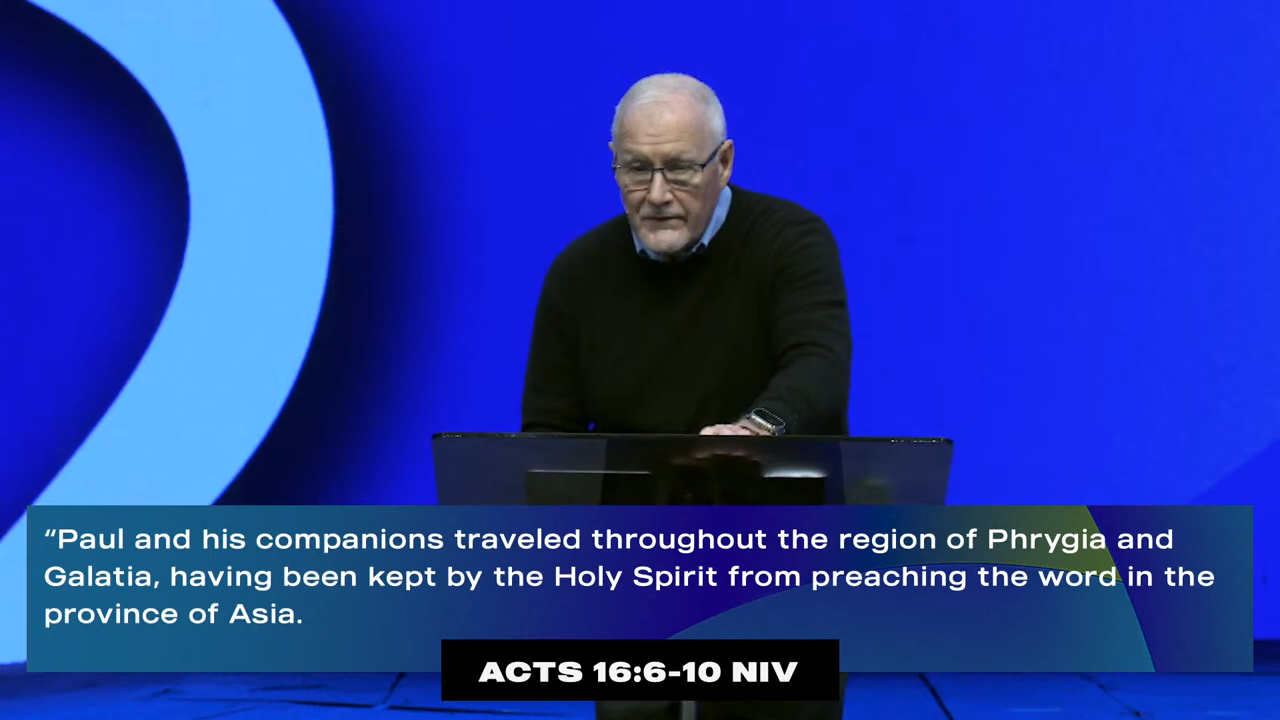 “Paul and his companions traveled throughout the region of Phrygia and
Galatia, having been kept by the Holy Spirit from preaching the word in the
province of Asia.
ACTS 16:6-10 NIV